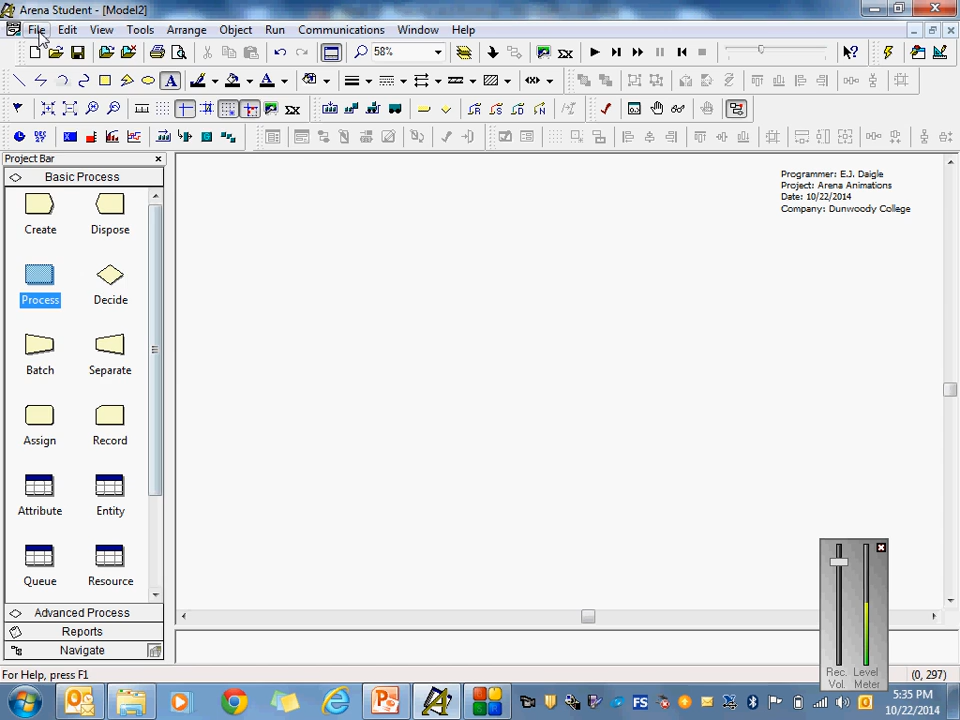 Arena Student - [Model2]
File Edit View Tools Arrange Object Run Communications Window Help
58%
A A
Project Bar
Basic Process
Create Dispose
Process Decide
Batch Separate
Assign Record
Attribute Entity
Queue Resource
Advanced Process
Reports
Navigate
Programmer: E.J. Daigle
Project: Arena Animations
Date: 10/22/2014
Company: Dunwoody College
Rec. Level
Vol. Meter
For Help, press F1
(0, 297)
FS
5:35 PM
10/22/2014